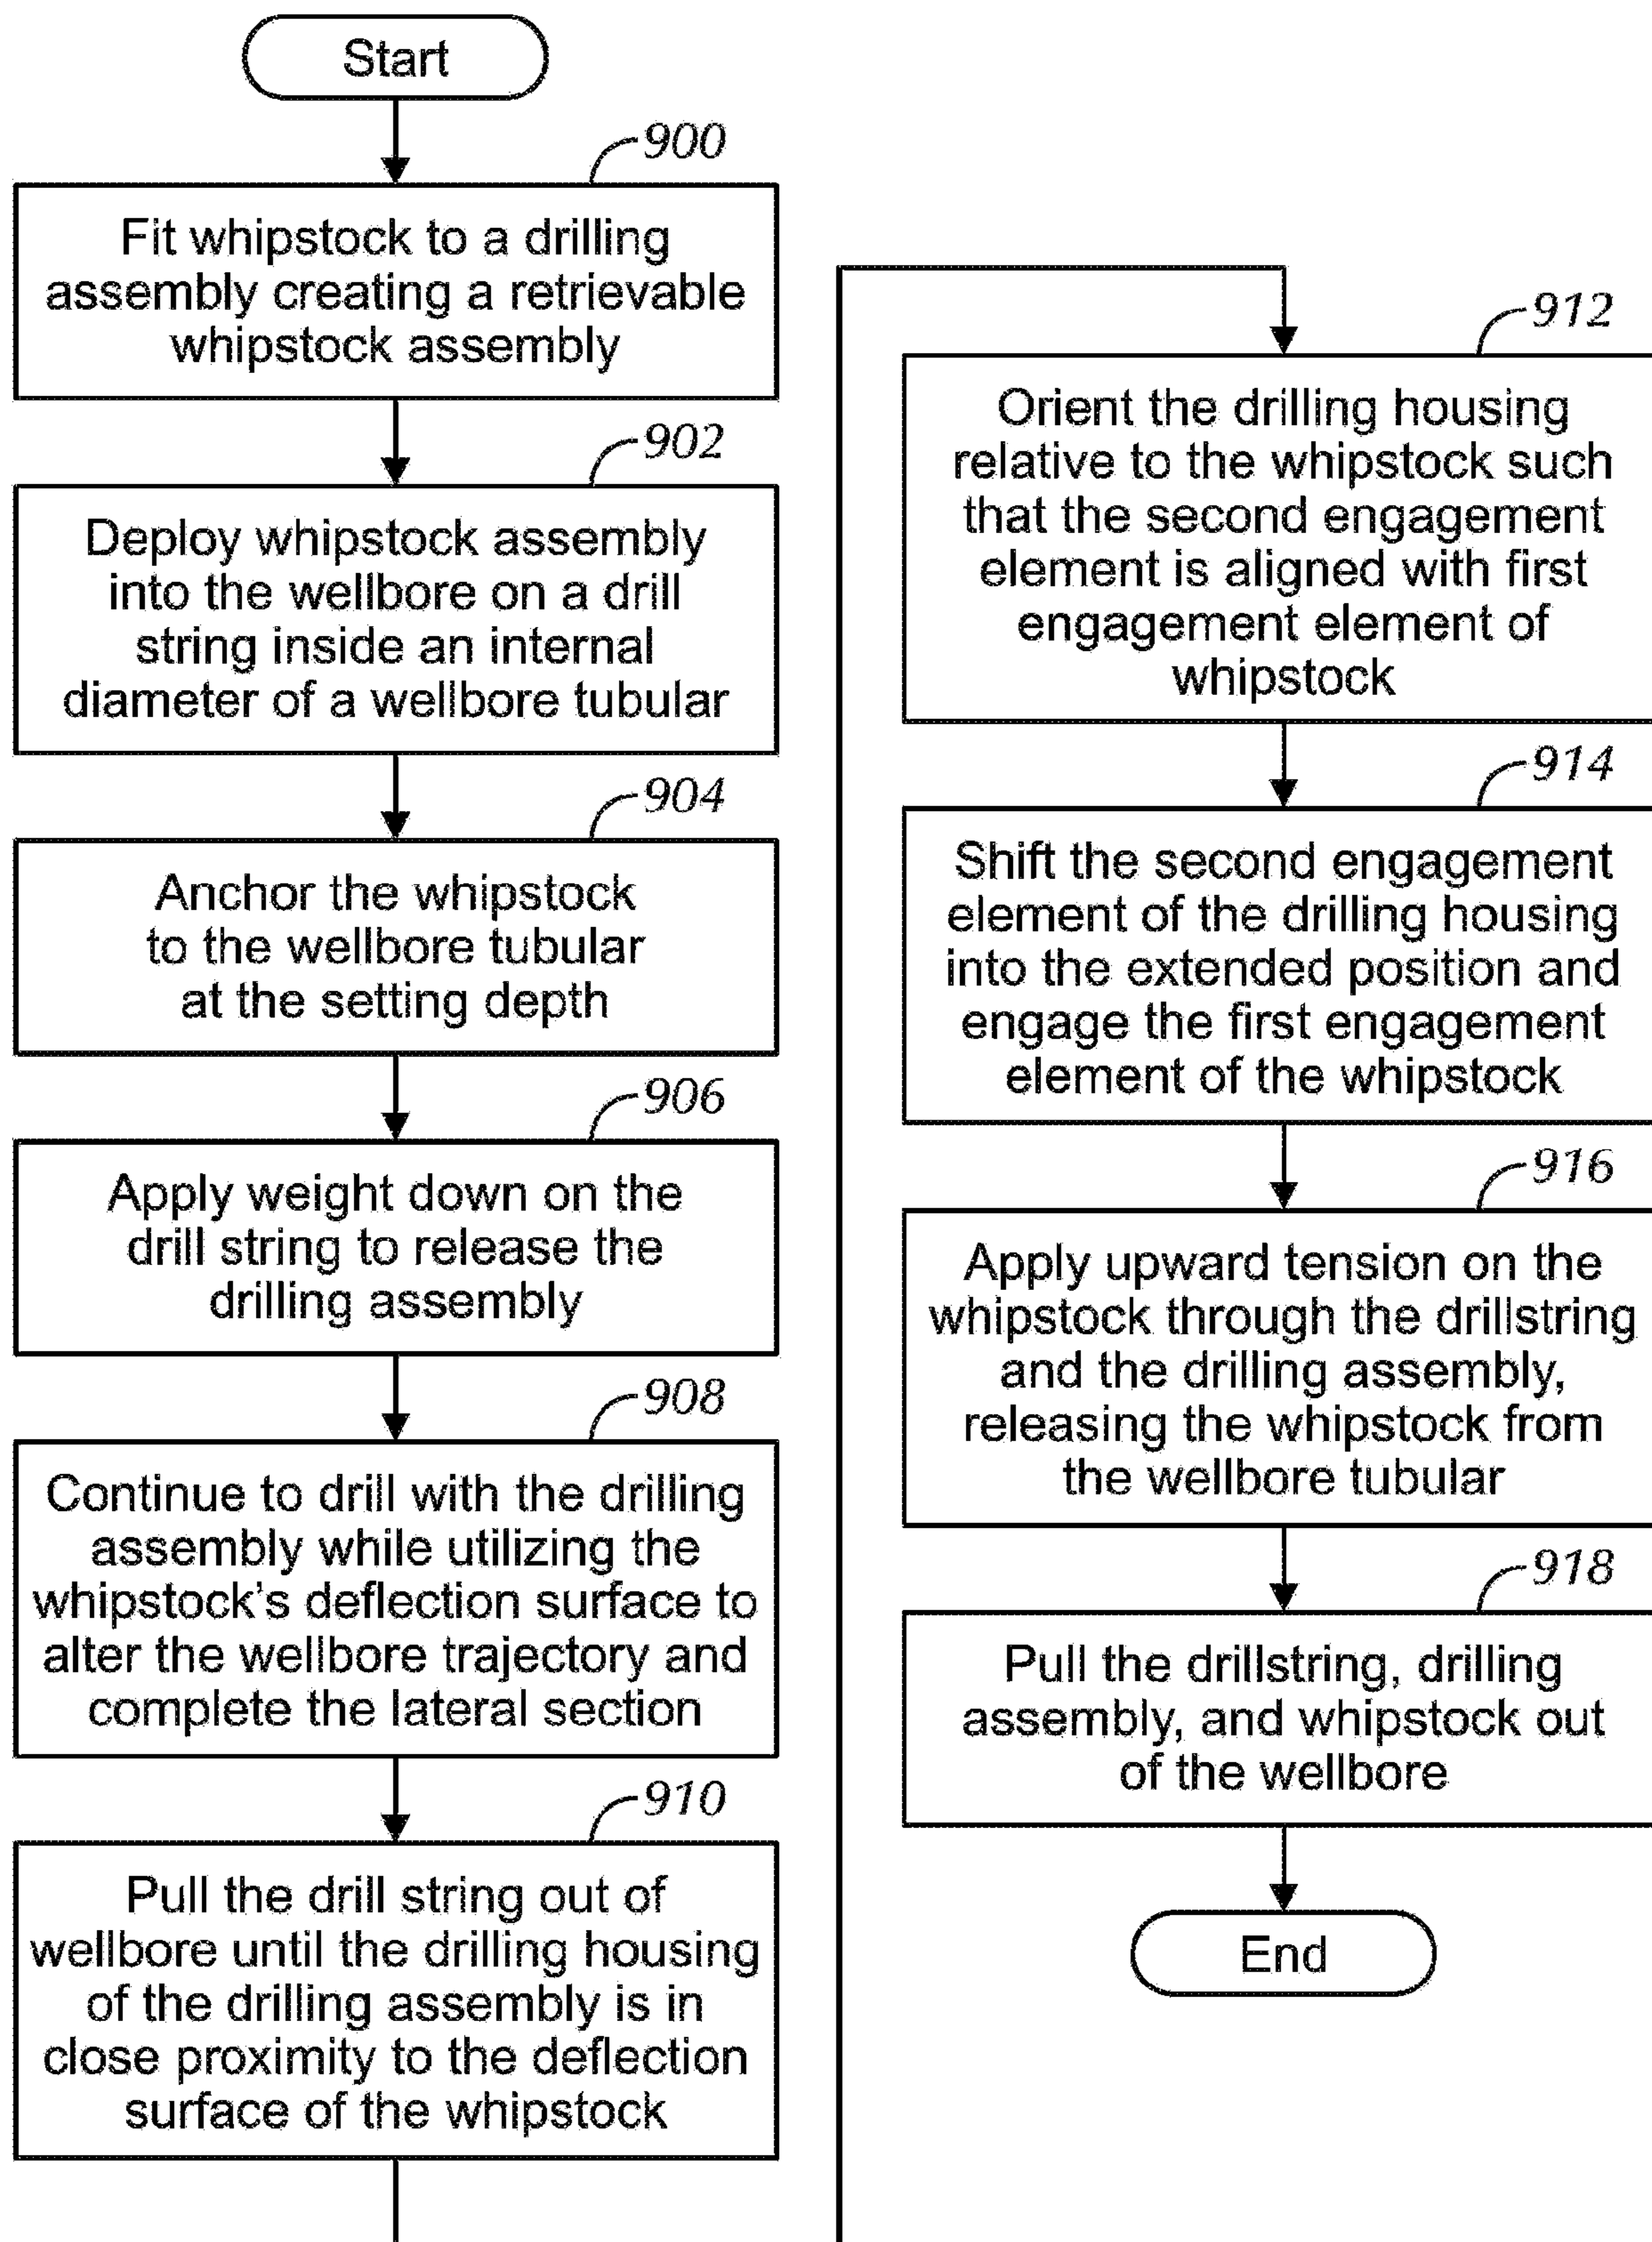 Start
900
Fit whipstock to a drilling
assembly creating a retrievable
whipstock assembly
902
Deploy whipstock assembly
into the wellbore on a drill
string inside an internal
diameter of a wellbore tubular
904
Anchor the whipstock
to the wellbore tubular
at the setting depth
906
Apply weight down on the
drill string to release the
drilling assembly
908
Continue to drill with the drilling
assembly while utilizing the
whipstock's deflection surface to
alter the wellbore trajectory and
complete the lateral section
910
Pull the drill string out of
wellbore until the drilling housing
of the drilling assembly is in
close proximity to the deflection
surface of the whipstock
912
Orient the drilling housing
relative to the whipstock such
that the second engagement
element is aligned with first
engagement element of
whipstock
914
Shift the second engagement
element of the drilling housing
into the extended position and
engage the first engagement
element of the whipstock
916
Apply upward tension on the
whipstock through the drillstring
and the drilling assembly,
releasing the whipstock from
the wellbore tubular
918
Pull the drillstring, drilling
assembly, and whipstock out
of the wellbore
End